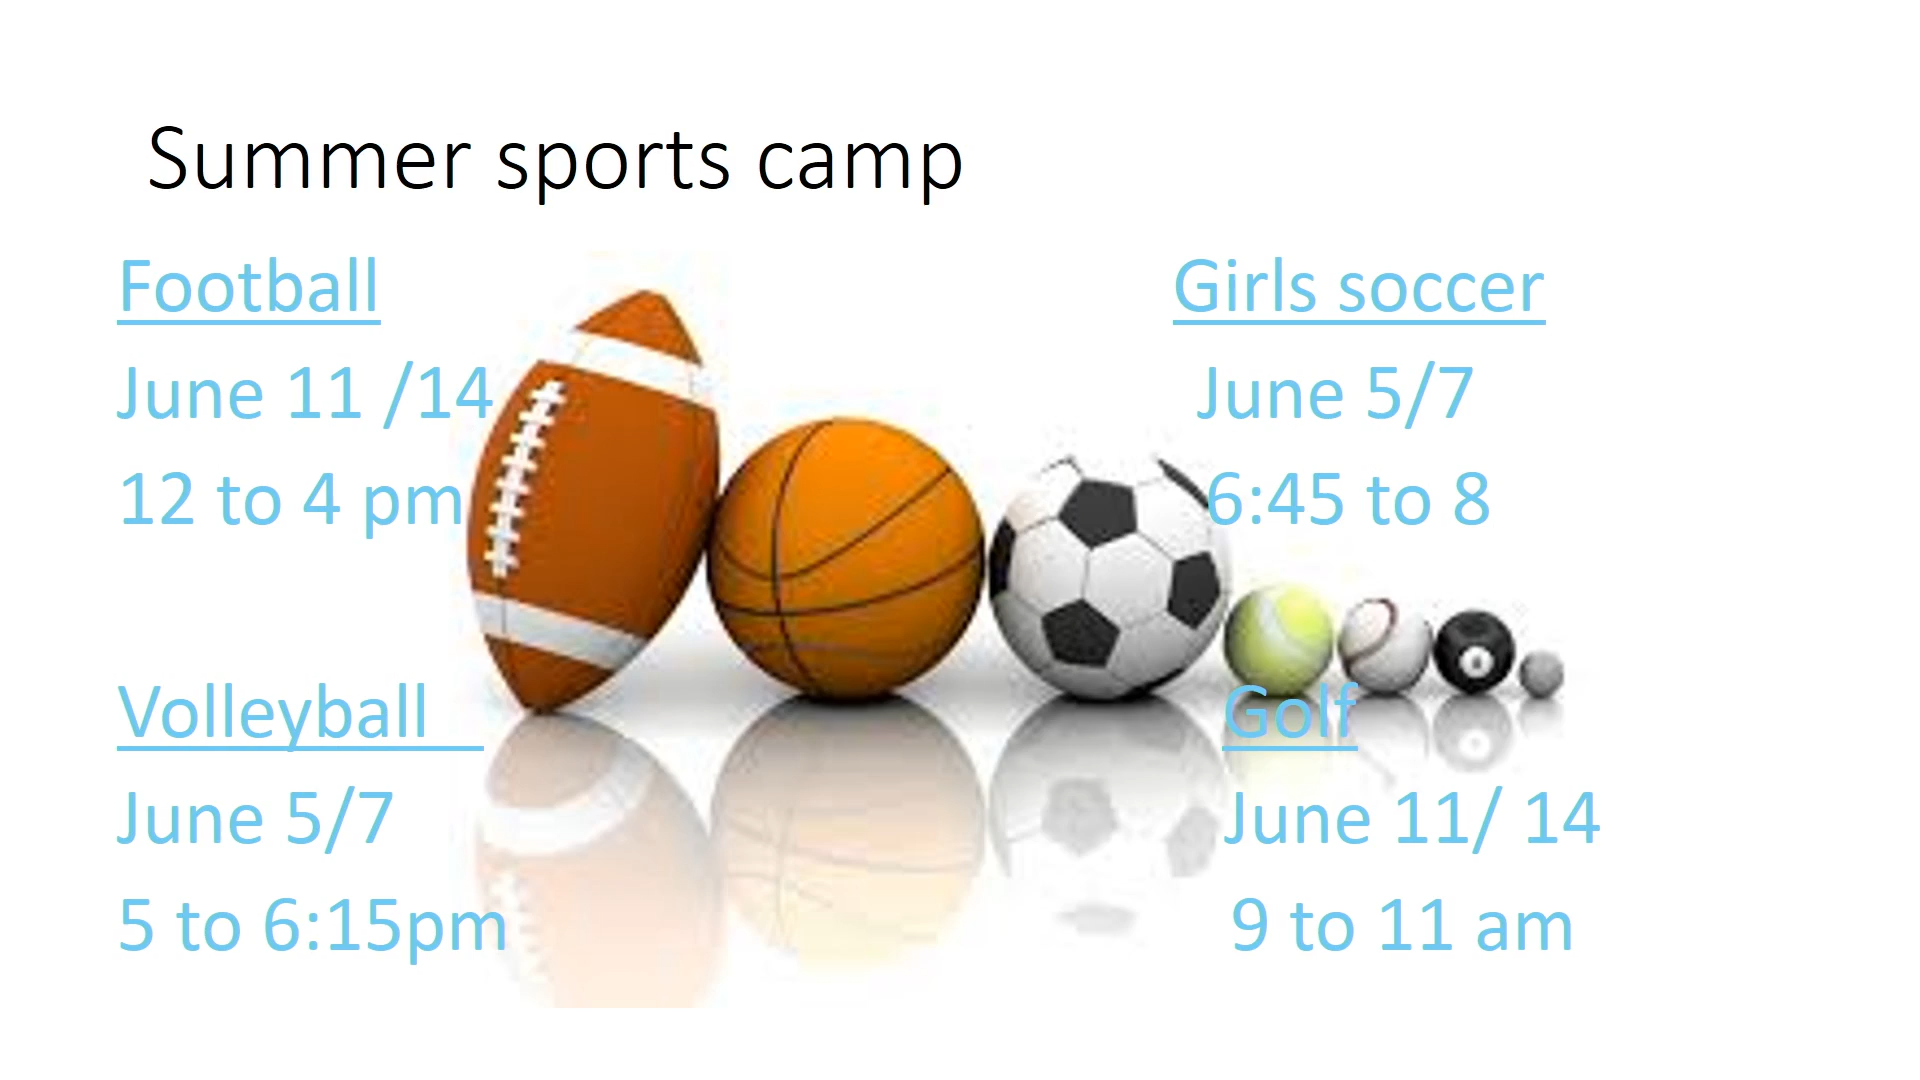 Summer sports camp
Football
June 11 /14
12 to 4 pm
Girls soccer
June 5/7
6:45 to 8
Volleyball
June 5/7
5 to 6:15pm
Golf
June 11/ 14
9 to 11 am